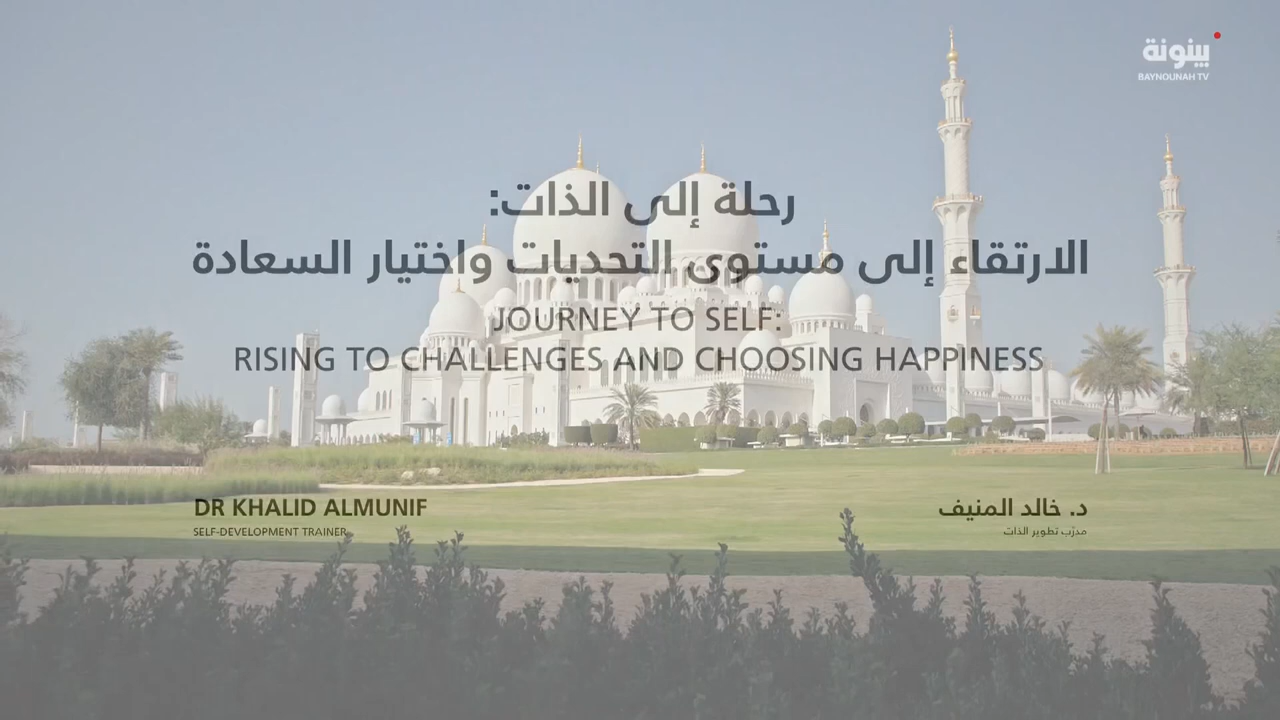 بينونة
BAYNOUNAH TV
رحلة إلى الذات:
الارتقاء إلى مستوى التحديات واختيار السعادة
JOURNEY TO SELF:
RISING TO CHALLENGES AND CHOOSING HAPPINESS
DR KHALID ALMUNIF
SELF-DEVELOPMENT TRAINER
د. خالد المنيف
مدرّب تطوير الذات